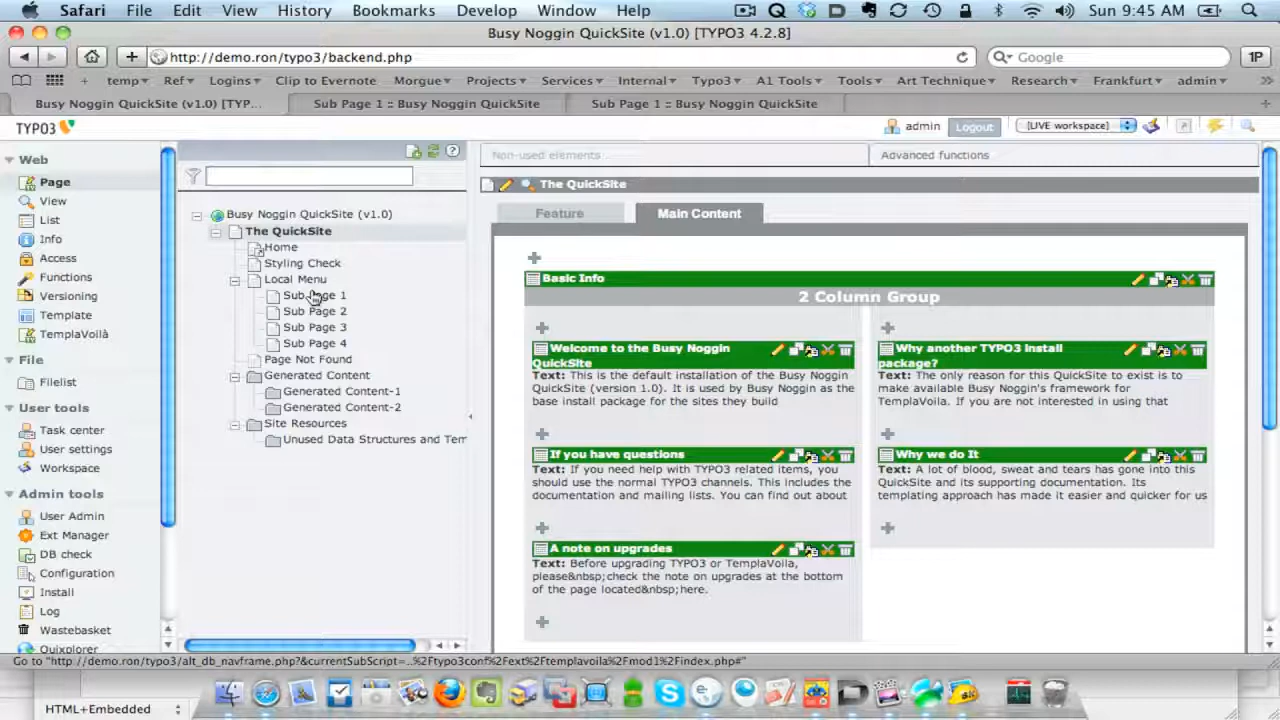 Safari File Edit View History Bookmarks Develop Window Help Sun 9:45 AM
Busy Noggin QuickSite (v1.0) [TYPO3 4.2.8]
http://demo.ron/typo3/backend.php
Google
1P
temp Ref Logins Clip to Evernote Morgue Projects Services Internal Typo3 A1 Tools Tools Art Technique Research Frankfurt admin
Busy Noggin QuickSite (v1.0) [TYP...
Sub Page 1 :: Busy Noggin QuickSite
Sub Page 1 :: Busy Noggin QuickSite
TYPO3
admin
Logout
[LIVE workspace]
Web
Page
View
List
Info
Access
Functions
Versioning
Template
TemplaVoilà
File
Filelist
User tools
Task center
User settings
Workspace
Admin tools
User Admin
Ext Manager
DB check
Configuration
Install
Log
Wastebasket
Quixplorer
Busy Noggin QuickSite (v1.0)
The QuickSite
Home
Styling Check
Local Menu
Sub Page 1
Sub Page 2
Sub Page 3
Sub Page 4
Page Not Found
Generated Content
Generated Content-1
Generated Content-2
Site Resources
Unused Data Structures and Tem
Non-used elements
Advanced functions
The QuickSite
Feature
Main Content
Basic Info
2 Column Group
Welcome to the Busy Noggin
QuickSite
Text: This is the default installation of the Busy Noggin
QuickSite (version 1.0). It is used by Busy Noggin as the
base install package for the sites they build
If you have questions
Text: If you need help with TYPO3 related items, you
should use the normal TYPO3 channels. This includes the
documentation and mailing lists. You can find out about
A note on upgrades
Text: Before upgrading TYPO3 or TemplaVoila,
please&nbsp;check the note on upgrades at the bottom
of the page located&nbsp;here.
Why another TYPO3 install
package?
Text: The only reason for this QuickSite to exist is to
make available Busy Noggin's framework for
TemplaVoila. If you are not interested in using that
Why we do It
Text: A lot of blood, sweat and tears has gone into this
QuickSite and its supporting documentation. Its
templating approach has made it easier and quicker for us
Go to "http://demo.ron/typo3/alt_db_navframe.php?&currentSubScript=..%2Ftypo3conf%2Fext%2Ftemplavoila%2Fmod1%2Findex.php#"
HTML+Embedded